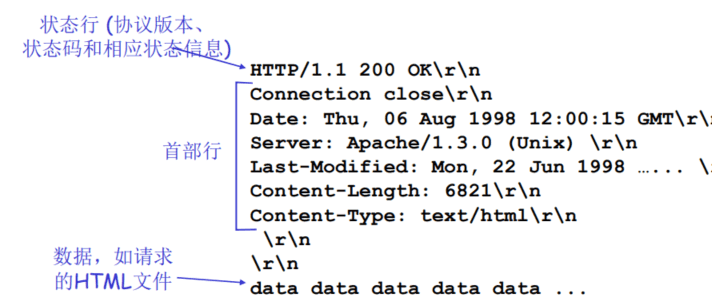 状态行 (协议版本、
状态码和相应状态信息)
HTTP/1.1 200 OK\r\n
Connection close\r\n
Date: Thu, 06 Aug 1998 12:00:15 GMT\r\
首部行
Server: Apache/1.3.0 (Unix) \r\n
Last-Modified: Mon, 22 Jun 1998 …... \
Content-Length: 6821\r\n
Content-Type: text/html\r\n
\r\n
\r\n
数据，如请求
的HTML文件
data data data data data ...